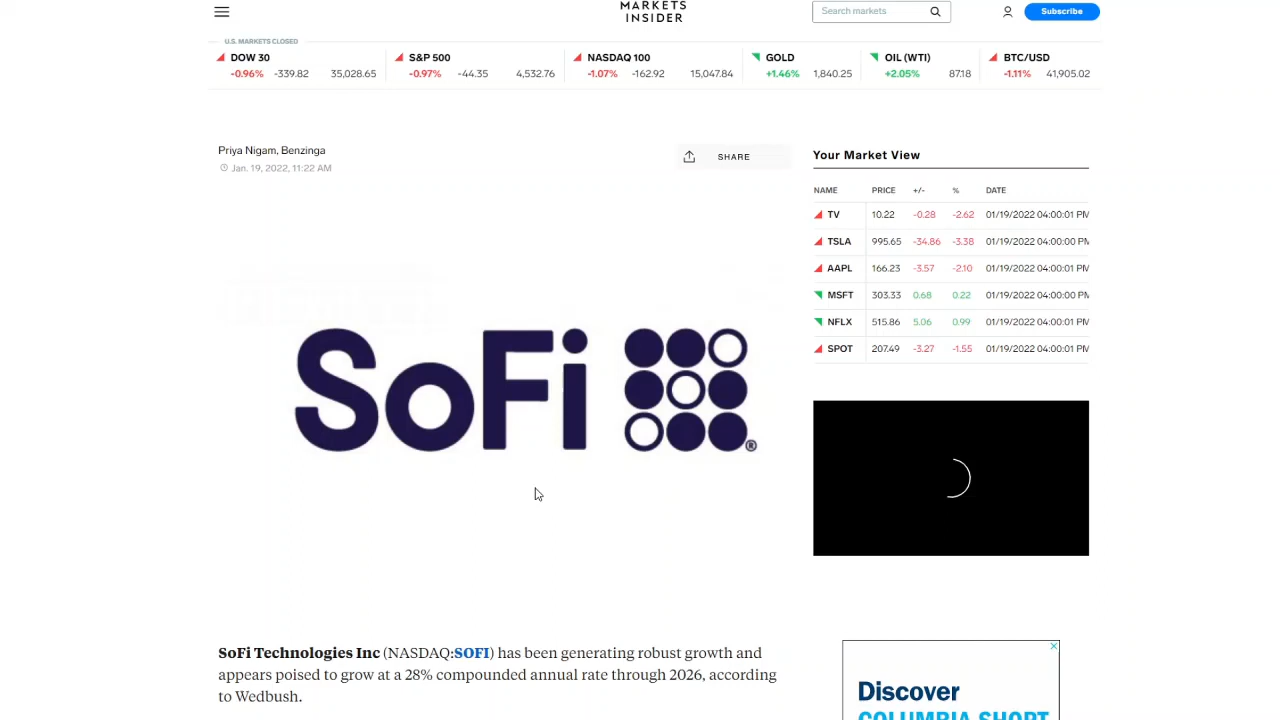 MARKETS
INSIDER
Search markets
Subscribe
U.S. MARKETS CLOSED
DOW 30
-0.96% -339.82 35,028.65
S&P 500
-0.97% -44.35 4,532.76
NASDAQ 100
-1.07% -162.92 15,047.84
GOLD
+1.46% 1,840.25
OIL (WTI)
+2.05% 87.18
BTC/USD
-1.11% 41,905.02
Priya Nigam, Benzinga
Jan. 19, 2022, 11:22 AM
SHARE
SoFi ®
SoFi Technologies Inc (NASDAQ:SOFI) has been generating robust growth and
appears poised to grow at a 28% compounded annual rate through 2026, according
to Wedbush.
Your Market View
NAME PRICE +/- % DATE
TV 10.22 -0.28 -2.62 01/19/2022 04:00:01 PM
TSLA 995.65 -34.86 -3.38 01/19/2022 04:00:00 PM
AAPL 166.23 -3.57 -2.10 01/19/2022 04:00:01 PM
MSFT 303.33 0.68 0.22 01/19/2022 04:00:00 PM
NFLX 515.86 5.06 0.99 01/19/2022 04:00:01 PM
SPOT 207.49 -3.27 -1.55 01/19/2022 04:00:01 PM
Discover
COLUMBIA SHORT